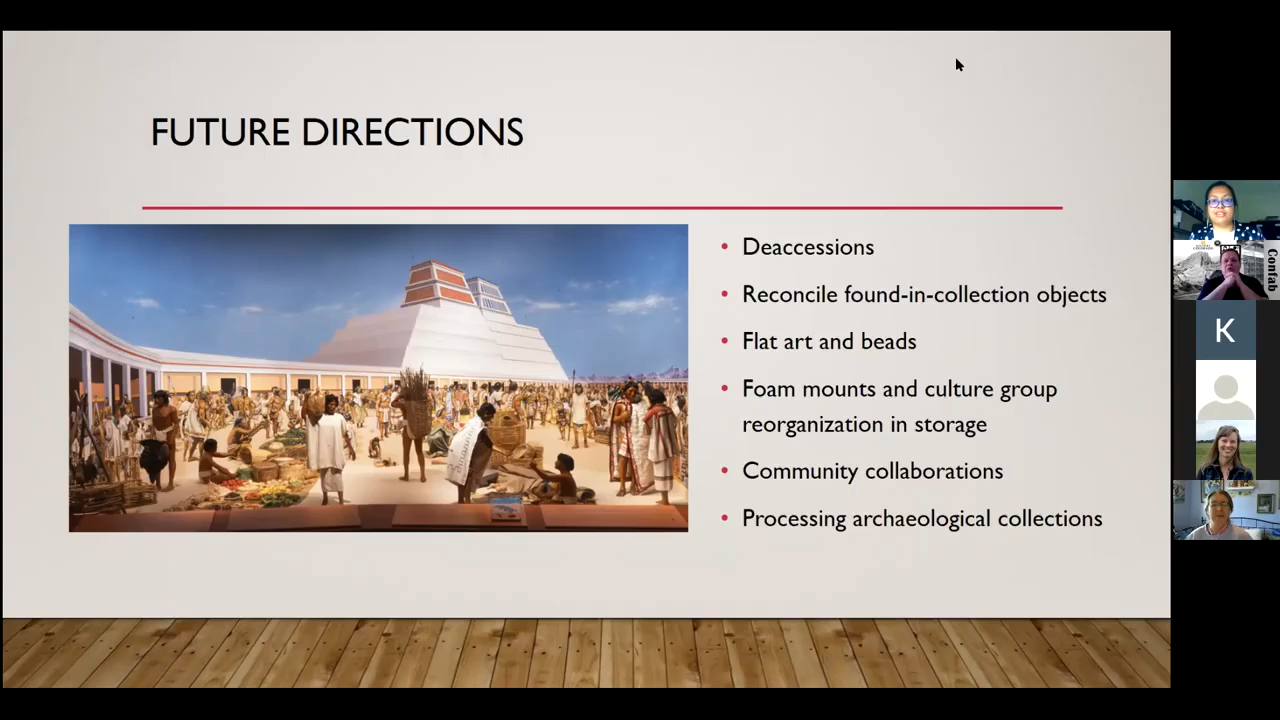 FUTURE DIRECTIONS
• Deaccessions
• Reconcile found-in-collection objects
• Flat art and beads
• Foam mounts and culture group
reorganization in storage
• Community collaborations
• Processing archaeological collections
Confab
K